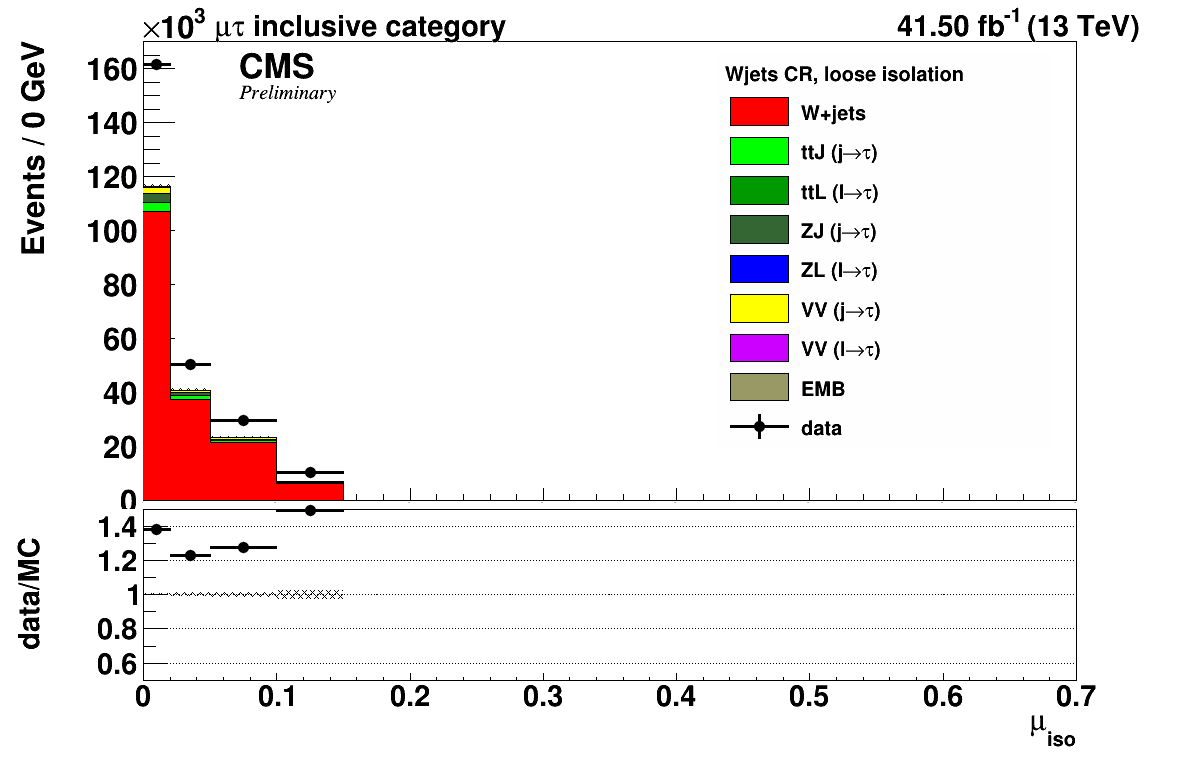 ×10³ μτ inclusive category 41.50 fb⁻¹ (13 TeV)
Events / 0 GeV
CMS
Preliminary
160
140
120
100
80
60
40
20
0
Wjets CR, loose isolation
W+jets
ttJ (j→τ)
ttL (l→τ)
ZJ (j→τ)
ZL (l→τ)
VV (j→τ)
VV (l→τ)
EMB
data
data/MC
1.4
1.2
1
0.8
0.6
0 0.1 0.2 0.3 0.4 0.5 0.6 0.7
μ iso